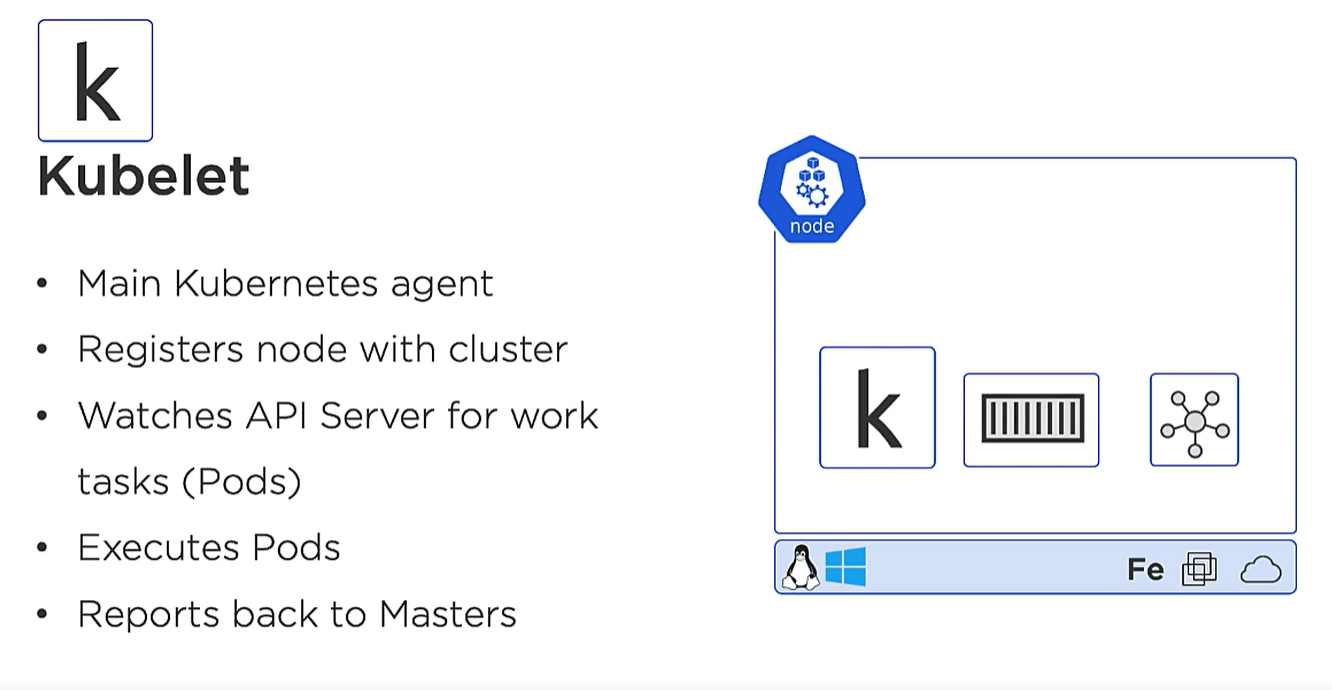 k
Kubelet
• Main Kubernetes agent
• Registers node with cluster
• Watches API Server for work
tasks (Pods)
• Executes Pods
• Reports back to Masters
node
k
Fe